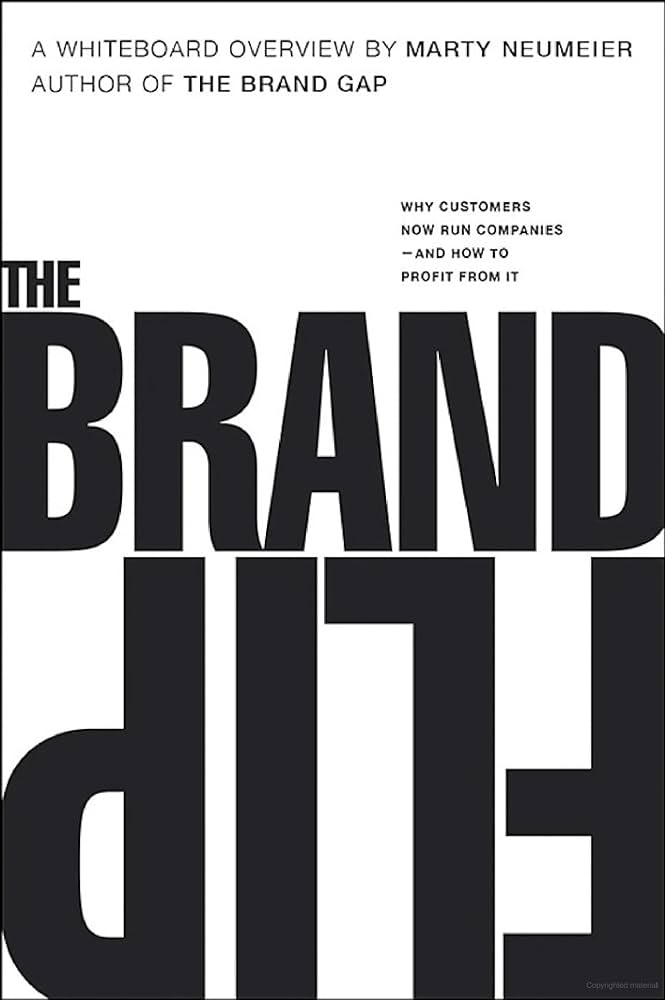 A WHITEBOARD OVERVIEW BY MARTY NEUMEIER
AUTHOR OF THE BRAND GAP
WHY CUSTOMERS
NOW RUN COMPANIES
—AND HOW TO
PROFIT FROM IT
THE
BRAND
FLIP
Copyrighted material